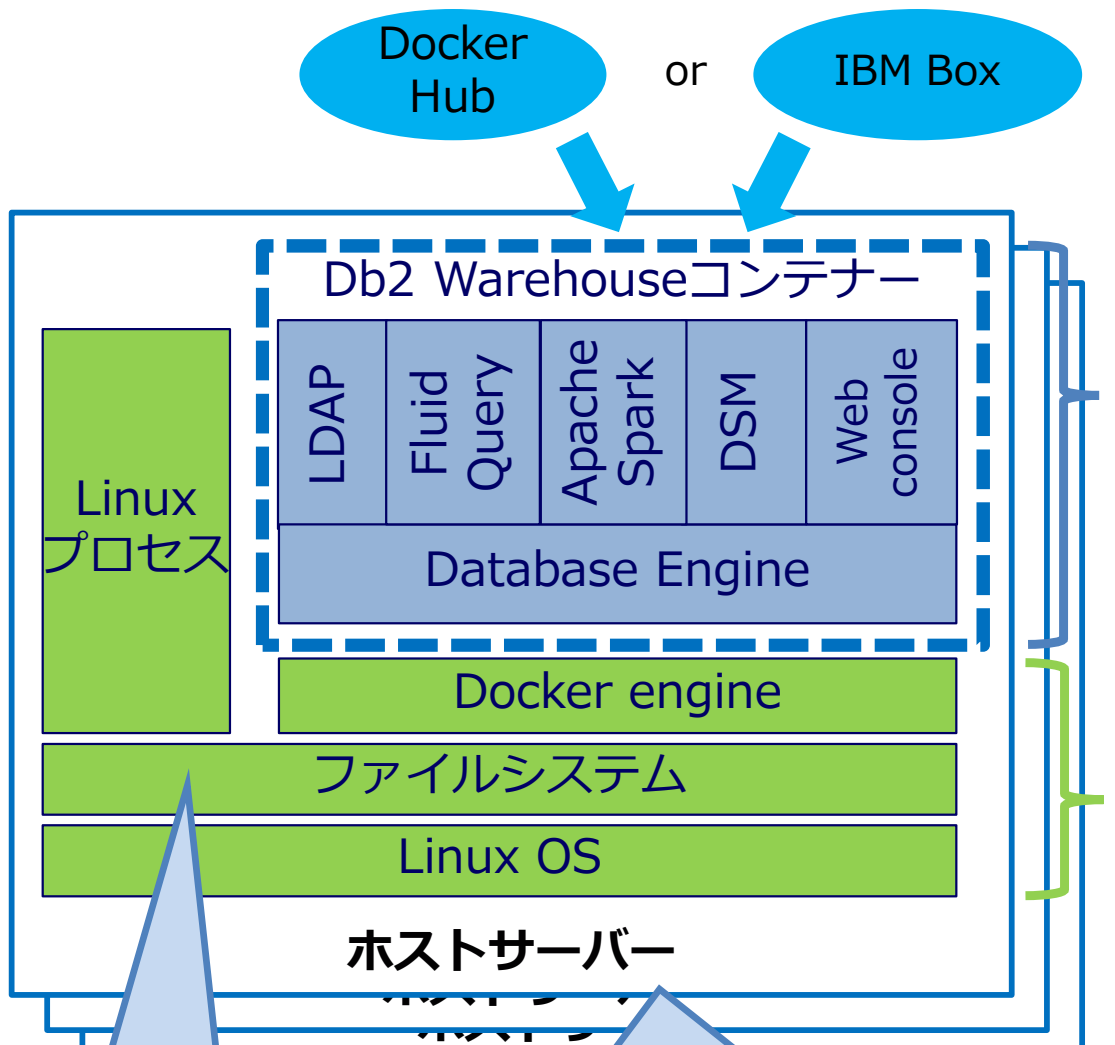 Docker
Hub
or
IBM Box
Db2 Warehouseコンテナー
LDAP
Fluid
Query
Apache
Spark
DSM
Web
console
Linux
プロセス
Database Engine
Docker engine
ファイルシステム
Linux OS
ホストサーバー